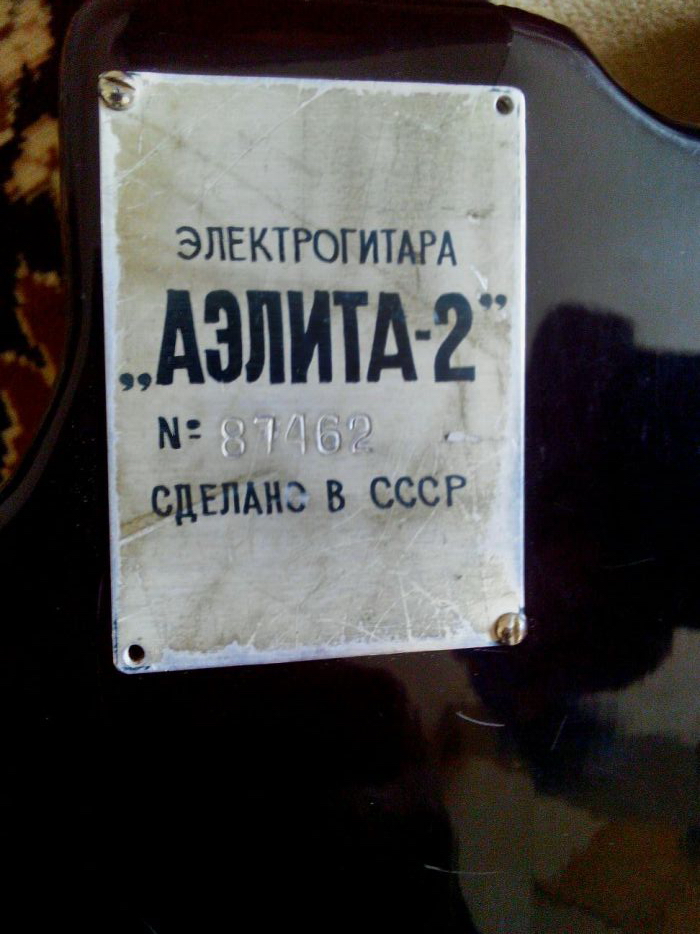 ЭЛЕКТРОГИТАРА
„АЭЛИТА-2”
№ 87462
СДЕЛАНО В СССР